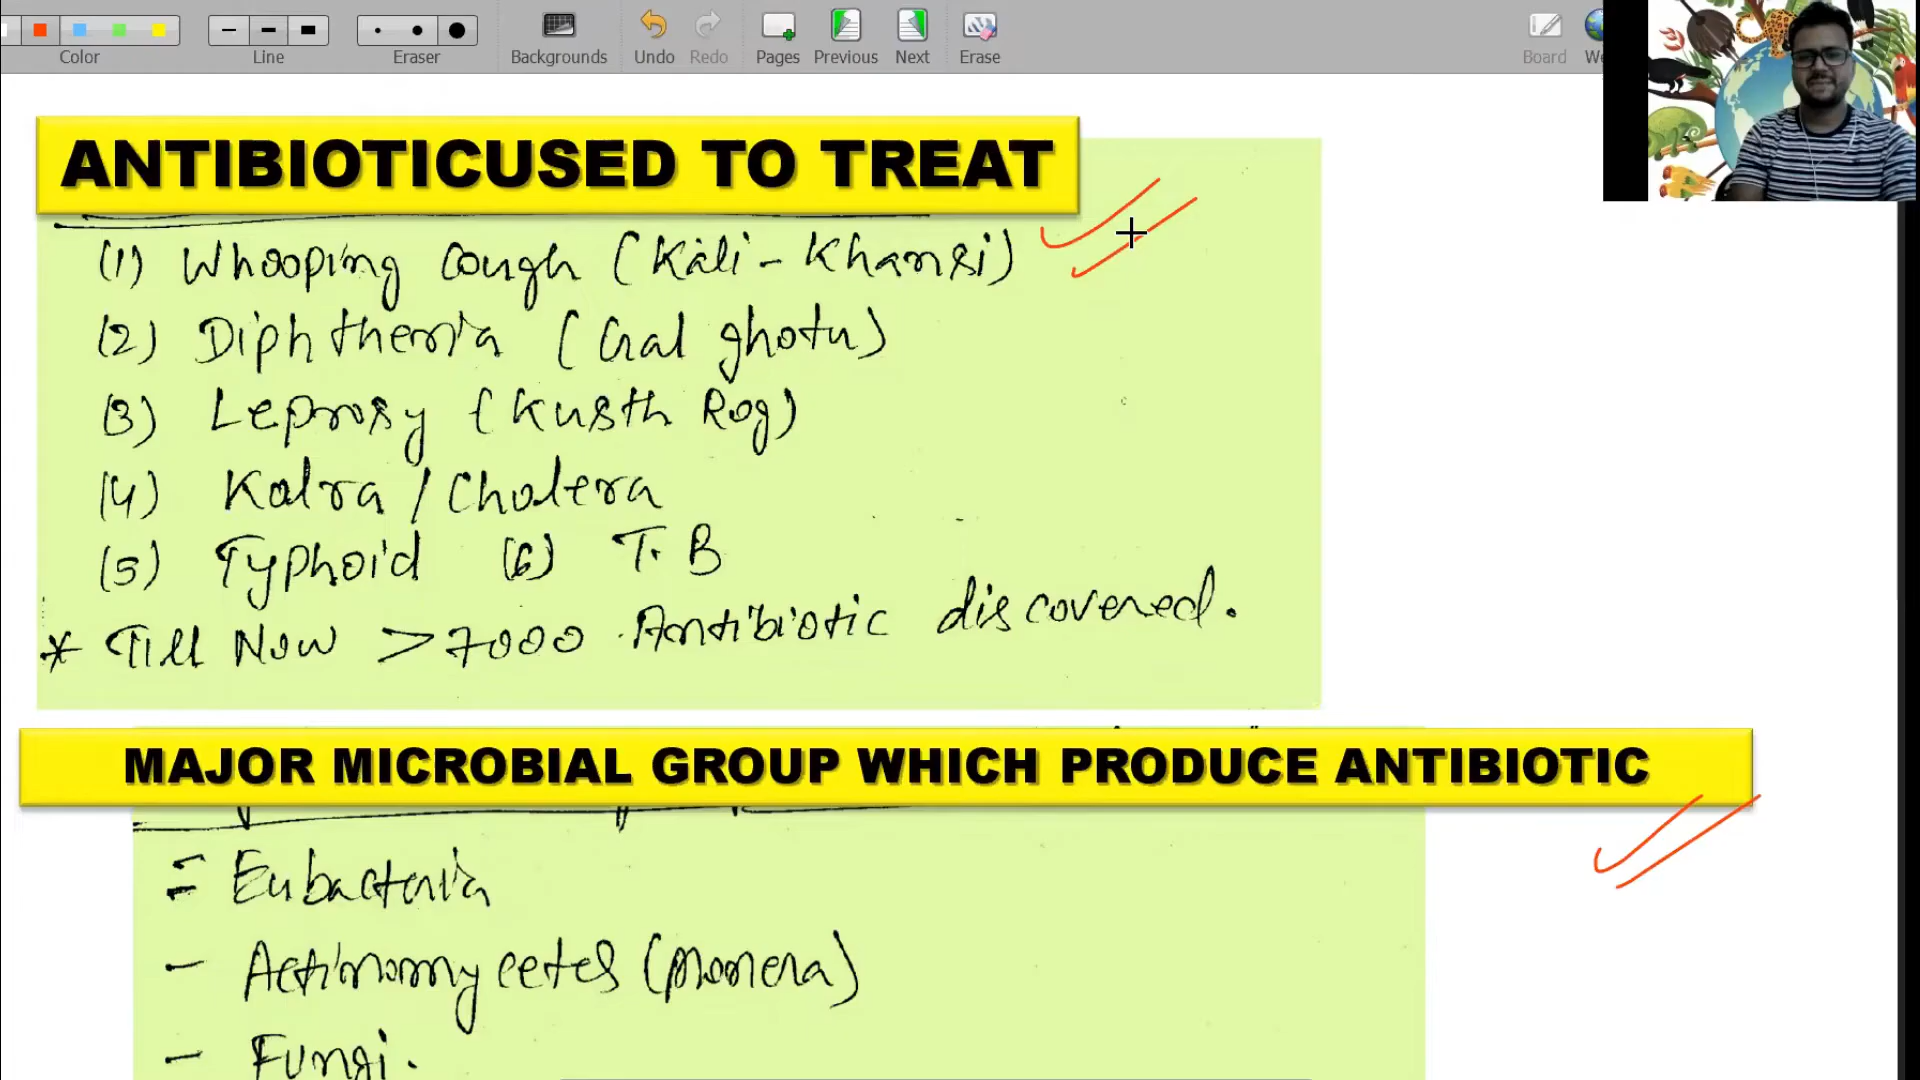 Color Line Eraser Backgrounds Undo Redo Pages Previous Next Erase Board We
ANTIBIOTICUSED TO TREAT
(1) Whooping cough (Kali - Khansi)
(2) Diphtheria (Gal ghotu)
(3) Leprosy (Kusth Rog)
(4) Kalra / Cholera
(5) Typhoid (6) T.B
* Till Now > 7000 Antibiotic discovered.
MAJOR MICROBIAL GROUP WHICH PRODUCE ANTIBIOTIC
= Eubacteria
- Actinomycetes (monera)
- Fungi.